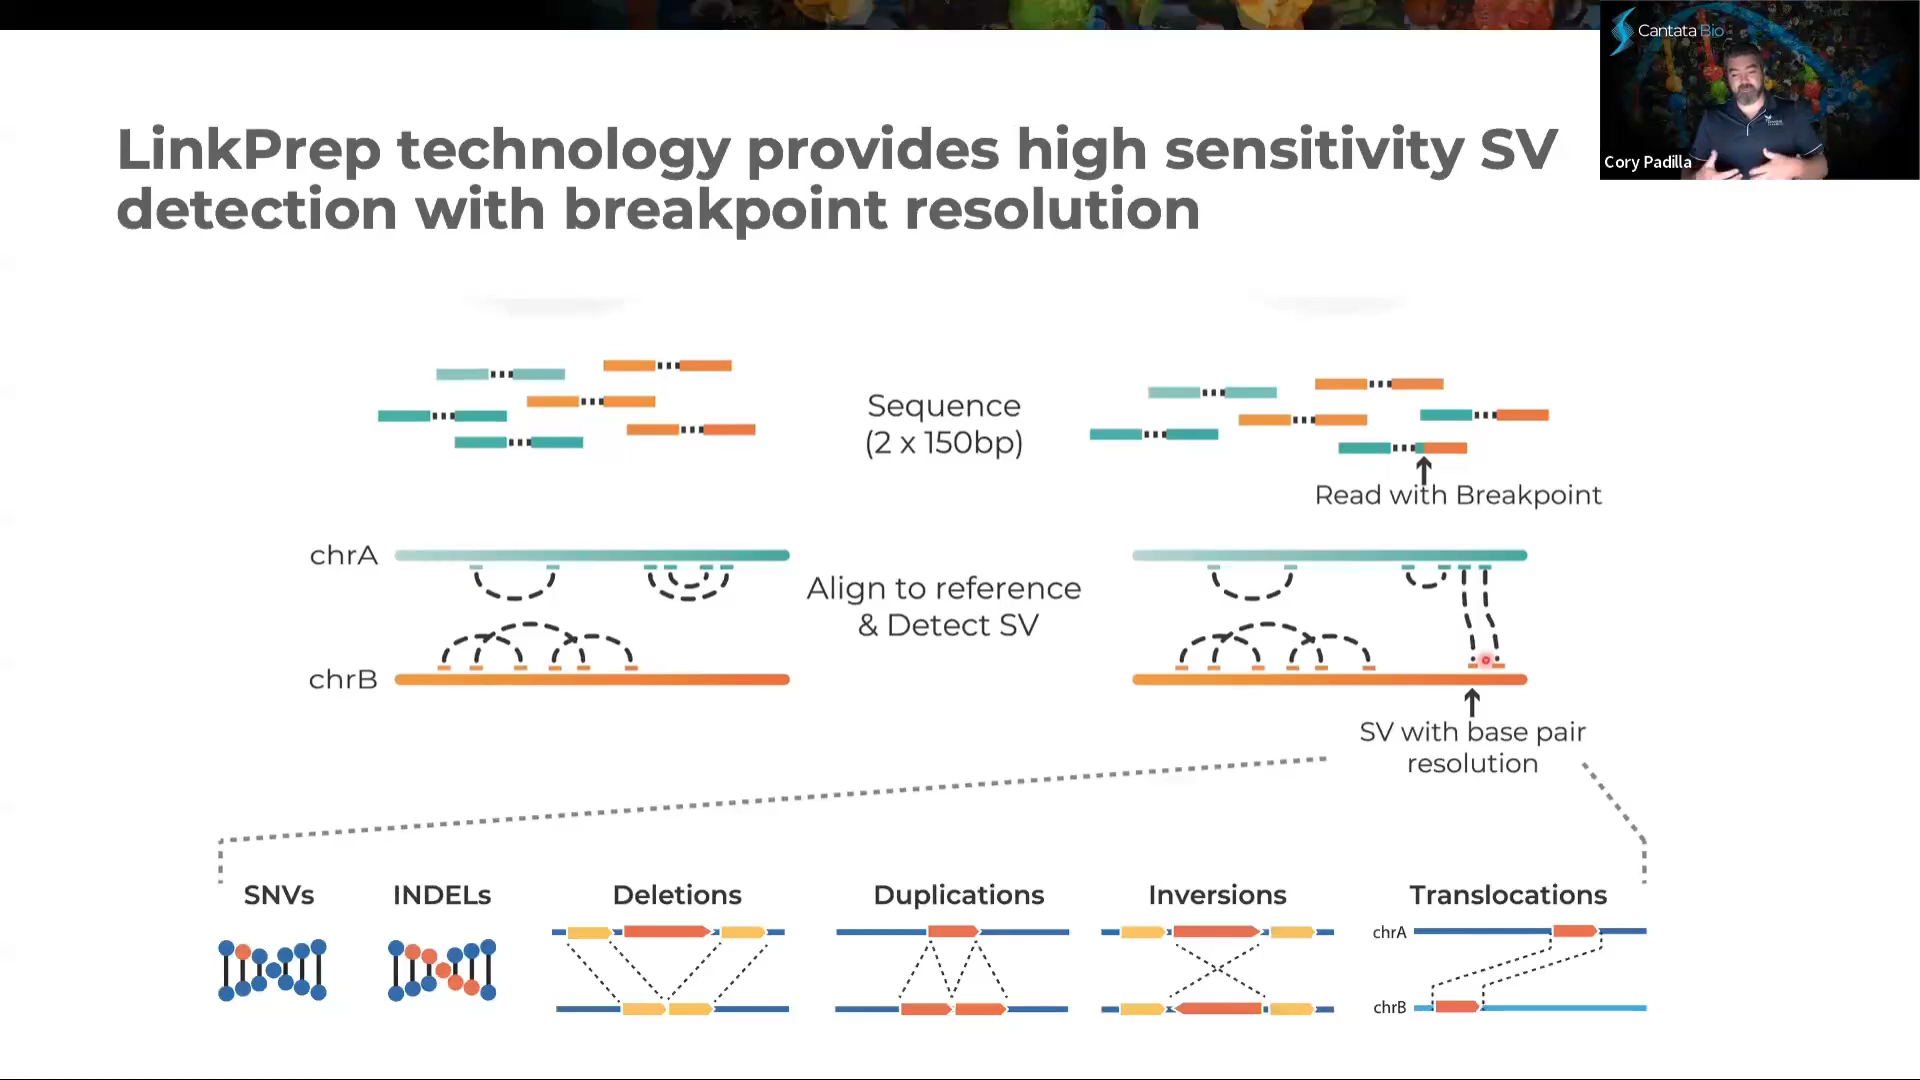 Cantata Bio
Cory Padilla
LinkPrep technology provides high sensitivity SV
detection with breakpoint resolution
Sequence
(2 x 150bp)
Read with Breakpoint
chrA
chrB
Align to reference
& Detect SV
SV with base pair
resolution
SNVs
INDELs
Deletions
Duplications
Inversions
Translocations
chrA
chrB